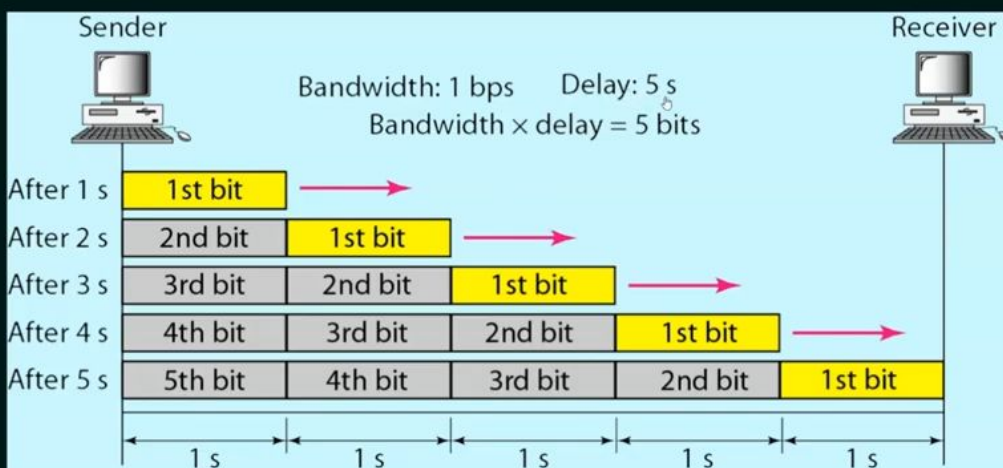 Sender
Receiver
Bandwidth: 1 bps Delay: 5 s
Bandwidth × delay = 5 bits
After 1 s 1st bit
After 2 s 2nd bit 1st bit
After 3 s 3rd bit 2nd bit 1st bit
After 4 s 4th bit 3rd bit 2nd bit 1st bit
After 5 s 5th bit 4th bit 3rd bit 2nd bit 1st bit
1 s 1 s 1 s 1 s 1 s